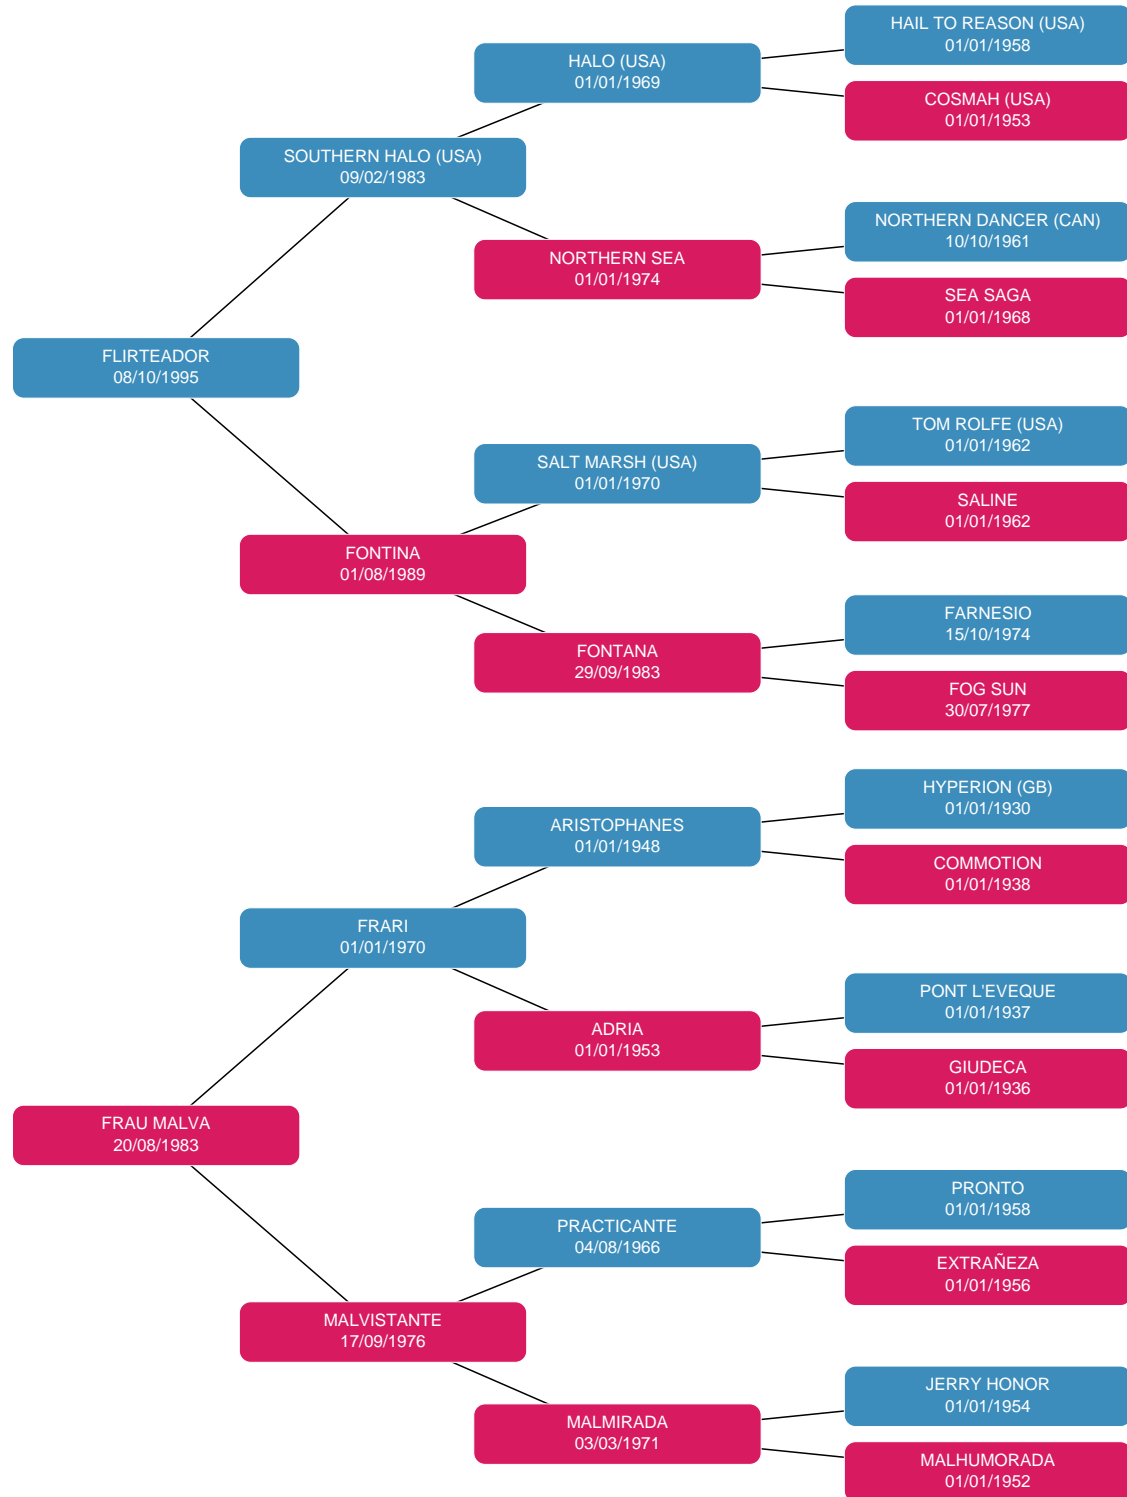 HAIL TO REASON (USA)
01/01/1958
HALO (USA)
01/01/1969
COSMAH (USA)
01/01/1953
SOUTHERN HALO (USA)
09/02/1983
NORTHERN DANCER (CAN)
10/10/1961
NORTHERN SEA
01/01/1974
SEA SAGA
01/01/1968
FLIRTEADOR
08/10/1995
TOM ROLFE (USA)
01/01/1962
SALT MARSH (USA)
01/01/1970
SALINE
01/01/1962
FONTINA
01/08/1989
FARNESIO
15/10/1974
FONTANA
29/09/1983
FOG SUN
30/07/1977
HYPERION (GB)
01/01/1930
ARISTOPHANES
01/01/1948
COMMOTION
01/01/1938
FRARI
01/01/1970
PONT L'EVEQUE
01/01/1937
ADRIA
01/01/1953
GIUDECA
01/01/1936
FRAU MALVA
20/08/1983
PRONTO
01/01/1958
PRACTICANTE
04/08/1966
EXTRAÑEZA
01/01/1956
MALVISTANTE
17/09/1976
JERRY HONOR
01/01/1954
MALMIRADA
03/03/1971
MALHUMORADA
01/01/1952